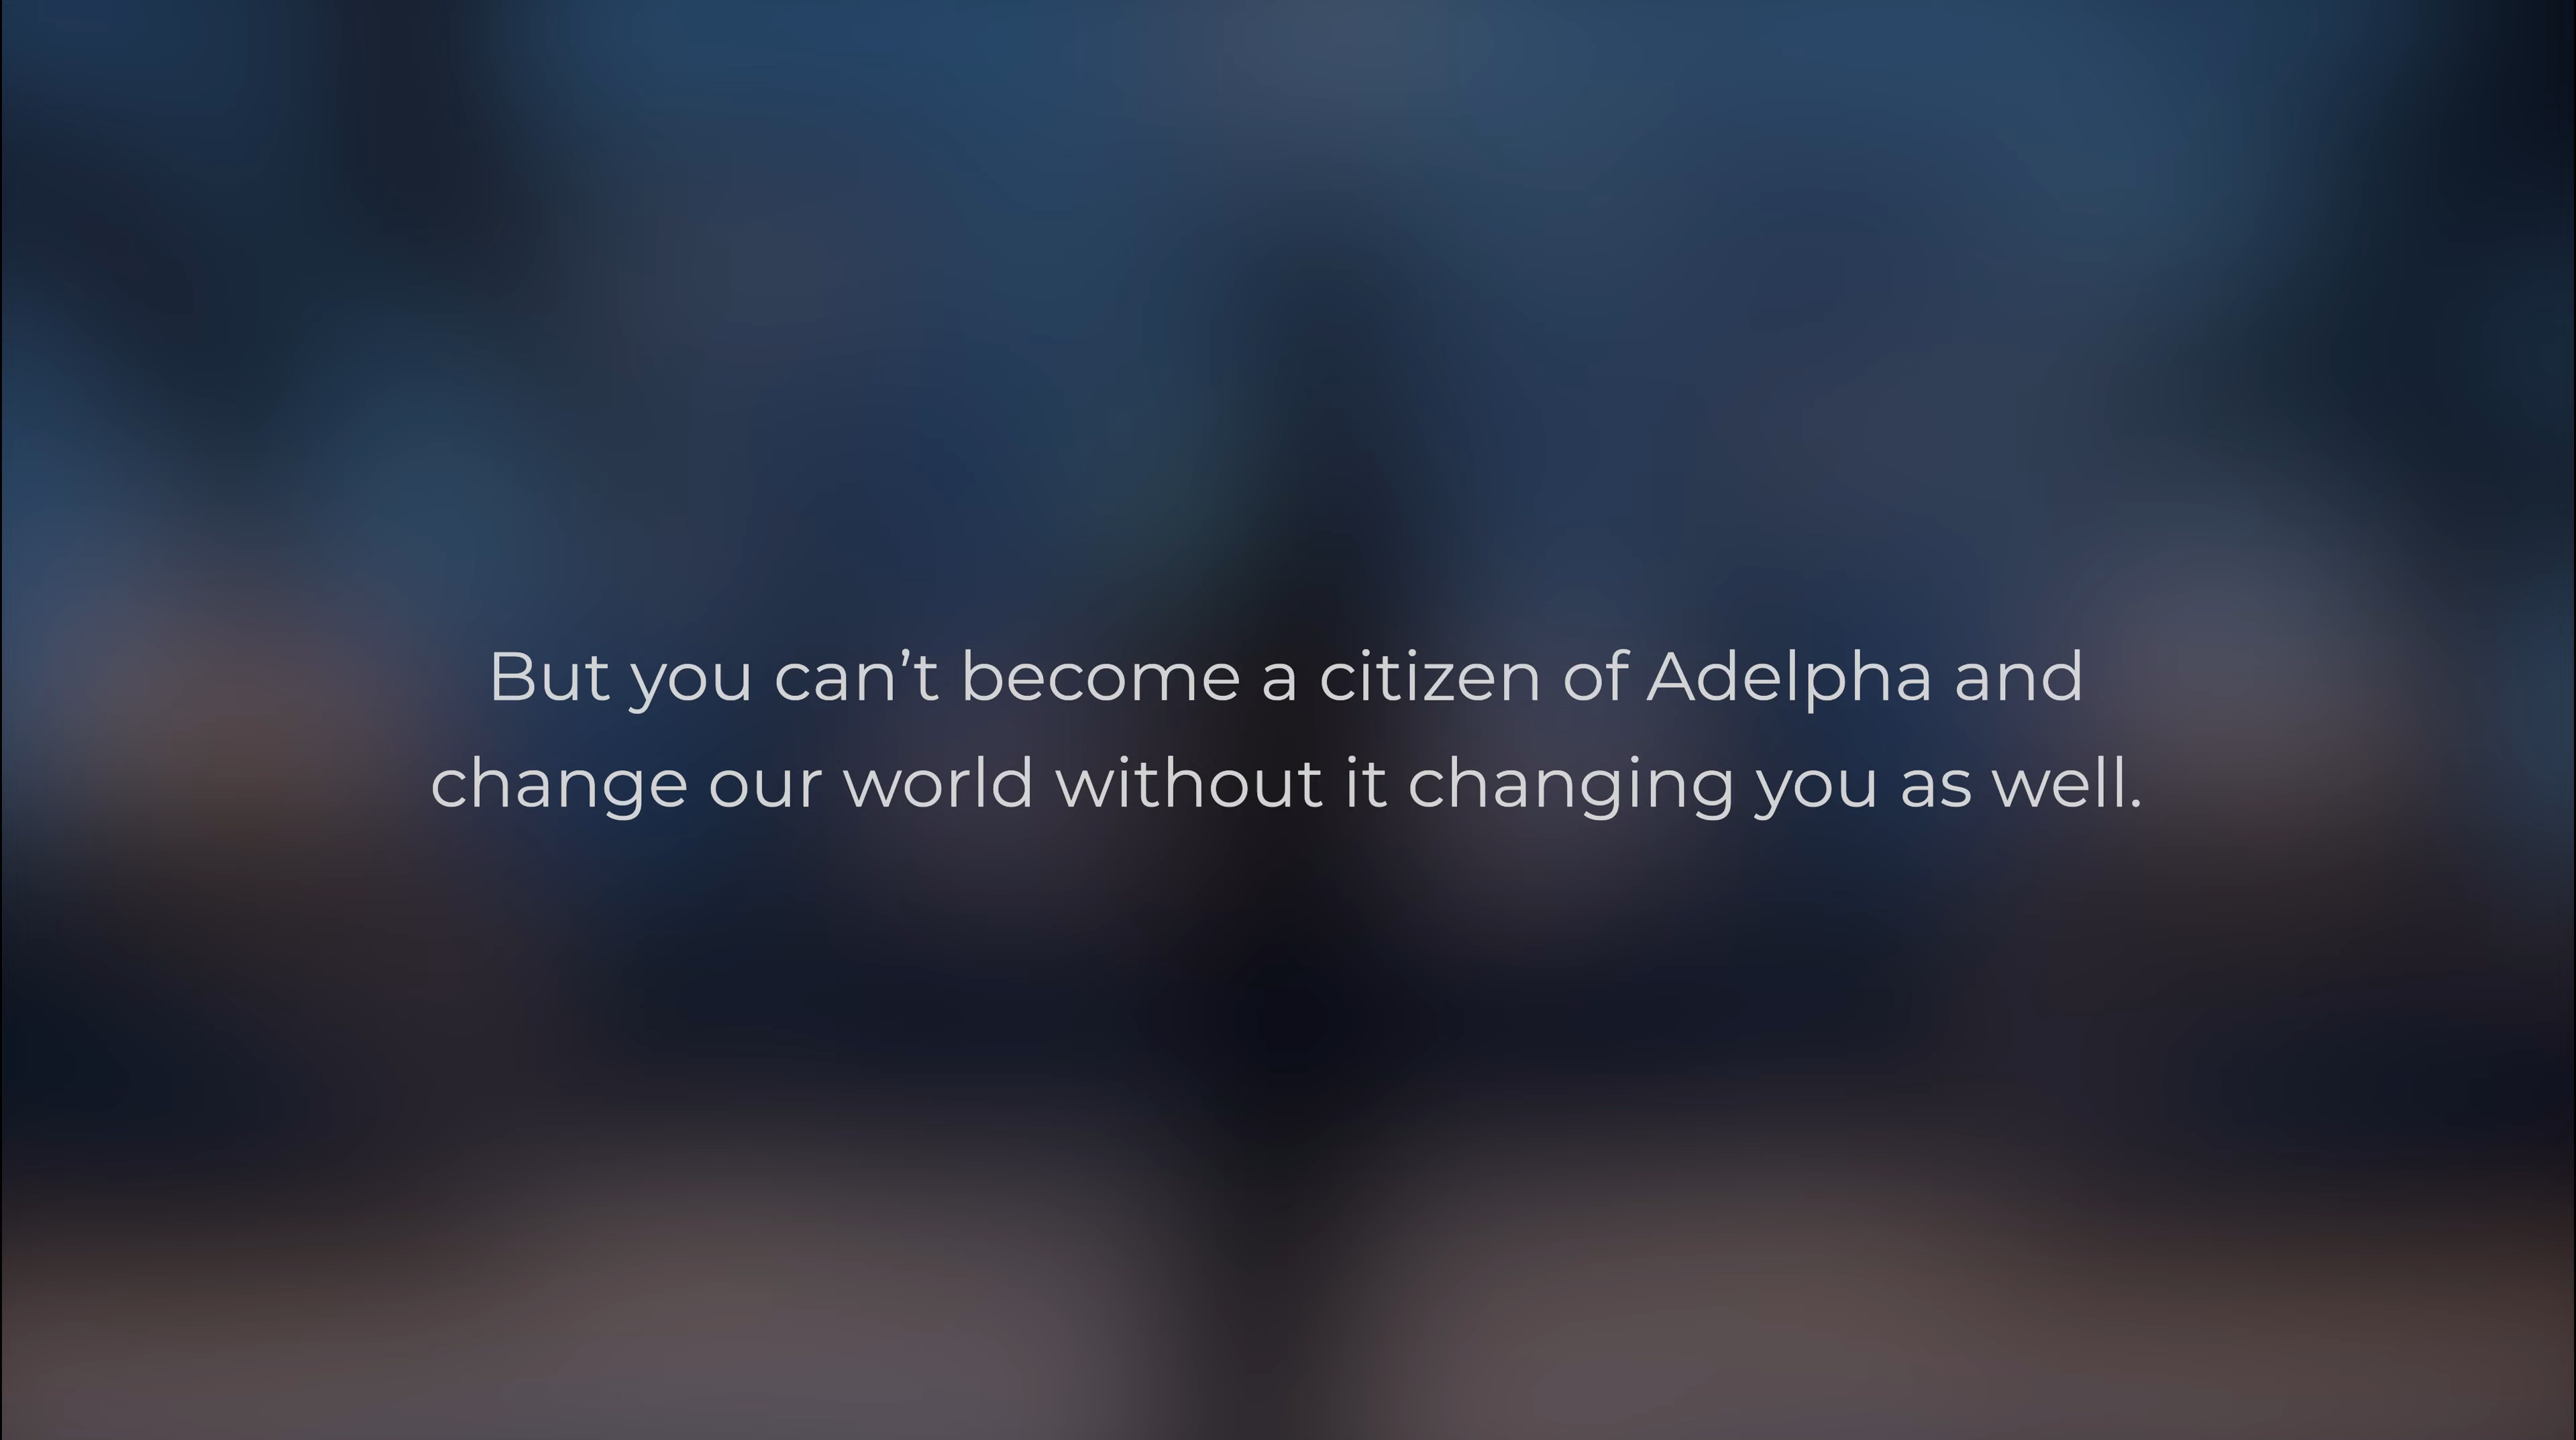 But you can’t become a citizen of Adelpha and
change our world without it changing you as well.